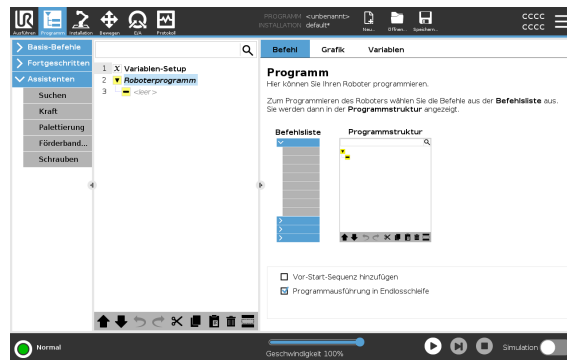 UR
PROGRAMM <unbenannt>
INSTALLATION default*
Ausführen Programm Installation Bewegen E/A Protokoll
Neu... Öffnen... Speichern...
CCCC
CCCC
Basis-Befehle
Fortgeschritten
Assistenten
Suchen
Kraft
Palettierung
Förderband...
Schrauben
1 X Variablen-Setup
2 Roboterprogramm
3 <leer>
Befehl Grafik Variablen
Programm
Hier können Sie Ihren Roboter programmieren.
Zum Programmieren des Roboters wählen Sie die Befehle aus der Befehlsliste aus.
Sie werden dann in der Programmstruktur angezeigt.
Befehlsliste Programmstruktur
Vor-Start-Sequenz hinzufügen
Programmausführung in Endlosschleife
Normal
Geschwindigkeit 100%
Simulation